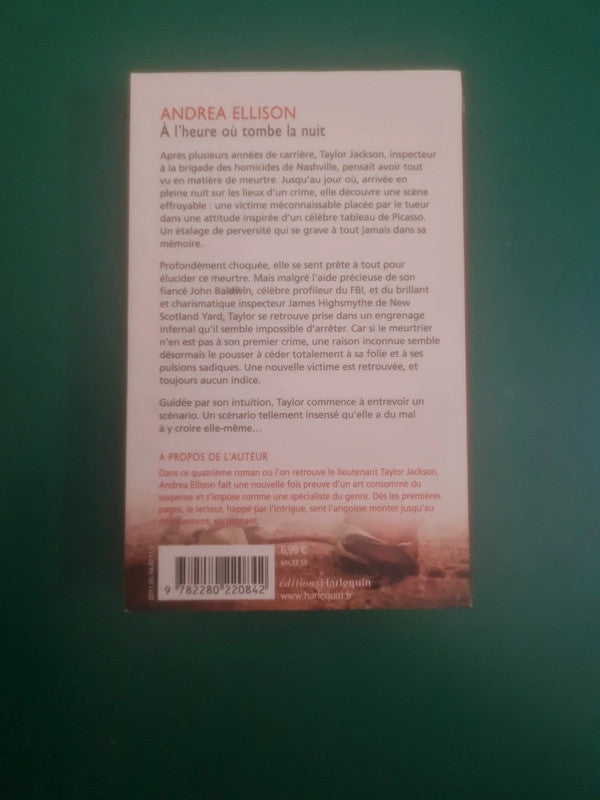 ANDREA ELLISON
À l'heure où tombe la nuit
Après plusieurs années de carrière, Taylor Jackson, inspecteur
à la brigade des homicides de Nashville, pensait avoir tout
vu en matière de meurtre. Jusqu'au jour où, arrivée en
pleine nuit sur les lieux d'un crime, elle découvre une scène
effroyable : une victime méconnaissable placée par le tueur
dans une attitude inspirée d'un célèbre tableau de Picasso.
Un étalage de perversité qui se grave à tout jamais dans sa
mémoire.
Profondément choquée, elle se sent prête à tout pour
élucider ce meurtre. Mais malgré l'aide précieuse de son
fiancé John Baldwin, célèbre profileur du FBI, et du brillant
et charismatique inspecteur James Highsmythe de New
Scotland Yard, Taylor se retrouve prise dans un engrenage
infernal qu'il semble impossible d'arrêter. Car si le meurtrier
n'en est pas à son premier crime, une raison inconnue semble
désormais le pousser à céder totalement à sa folie et à ses
pulsions sadiques. Une nouvelle victime est retrouvée, et
toujours aucun indice.
Guidée par son intuition, Taylor commence à entrevoir un
scénario. Un scénario tellement insensé qu'elle a du mal
à y croire elle-même…
A PROPOS DE L'AUTEUR
Dans ce quatrième roman où l'on retrouve le lieutenant Taylor Jackson,
Andrea Ellison fait une nouvelle fois preuve d'un art consommé du
suspense et s'impose comme une spécialiste du genre. Dès les premières
pages, le lecteur, happé par l'intrigue, sent l'angoisse monter jusqu'au
dénouement, surprenant.
6,99 €
SFr.12.50
éditions Harlequin
www.harlequin.fr
9 782280 220842